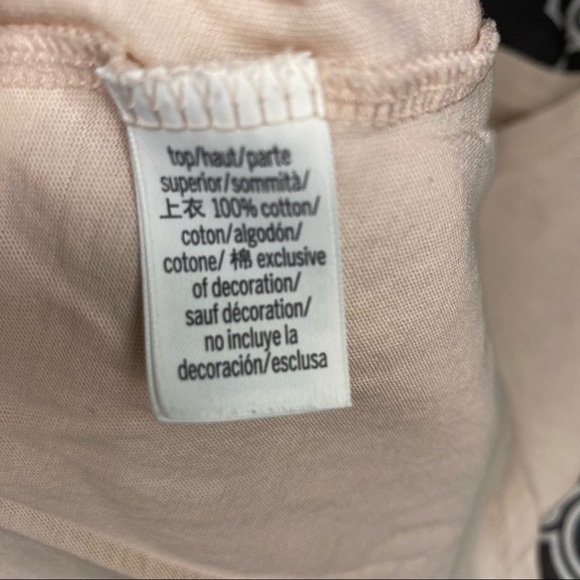 top/haut/parte
superior/sommità/
上衣 100% cotton/
coton/algodón/
cotone/ 棉 exclusive
of decoration/
sauf décoration/
no incluye la
decoración/esclusa